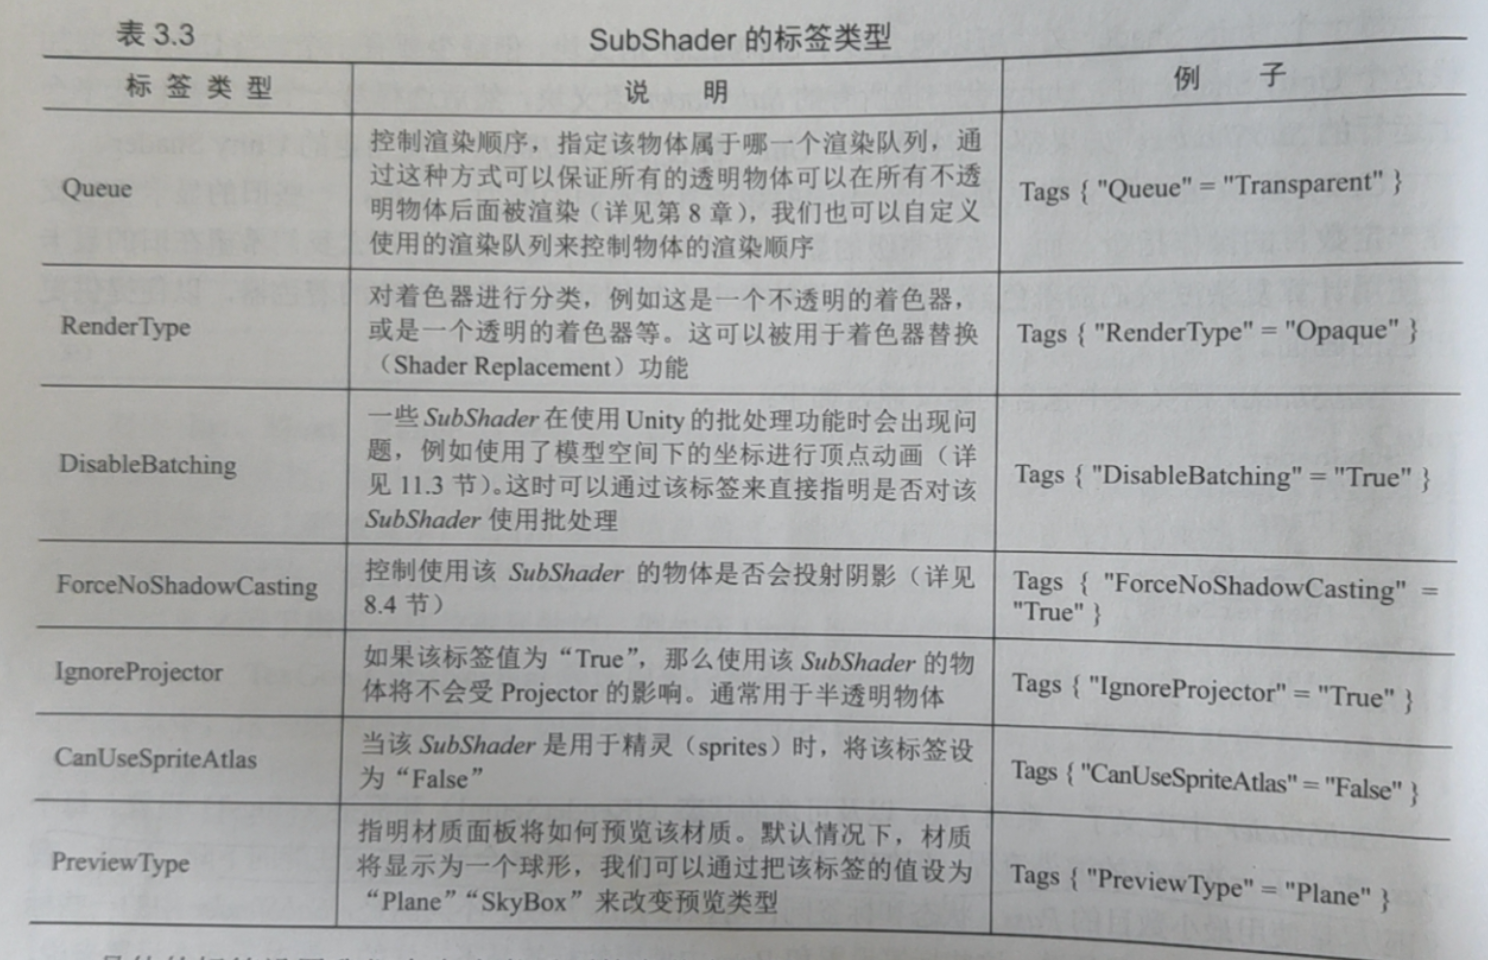 表 3.3
SubShader 的标签类型
标 签 类 型
说 明
例 子
Queue
控制渲染顺序，指定该物体属于哪一个渲染队列，通
过这种方式可以保证所有的透明物体可以在所有不透
明物体后面被渲染（详见第 8 章），我们也可以自定义
使用的渲染队列来控制物体的渲染顺序
Tags { "Queue" = "Transparent" }
RenderType
对着色器进行分类，例如这是一个不透明的着色器，
或是一个透明的着色器等。这可以被用于着色器替换
（Shader Replacement）功能
Tags { "RenderType" = "Opaque" }
DisableBatching
一些 SubShader 在使用 Unity 的批处理功能时会出现问
题，例如使用了模型空间下的坐标进行顶点动画（详
见 11.3 节）。这时可以通过该标签来直接指明是否对该
SubShader 使用批处理
Tags { "DisableBatching" = "True" }
ForceNoShadowCasting
控制使用该 SubShader 的物体是否会投射阴影（详见
8.4 节）
Tags { "ForceNoShadowCasting" =
"True" }
IgnoreProjector
如果该标签值为“True”，那么使用该 SubShader 的物
体将不会受 Projector 的影响。通常用于半透明物体
Tags { "IgnoreProjector" = "True" }
CanUseSpriteAtlas
当该 SubShader 是用于精灵（sprites）时，将该标签设
为“False”
Tags { "CanUseSpriteAtlas" = "False" }
PreviewType
指明材质面板将如何预览该材质。默认情况下，材质
将显示为一个球形，我们可以通过把该标签的值设为
“Plane”“SkyBox”来改变预览类型
Tags { "PreviewType" = "Plane" }